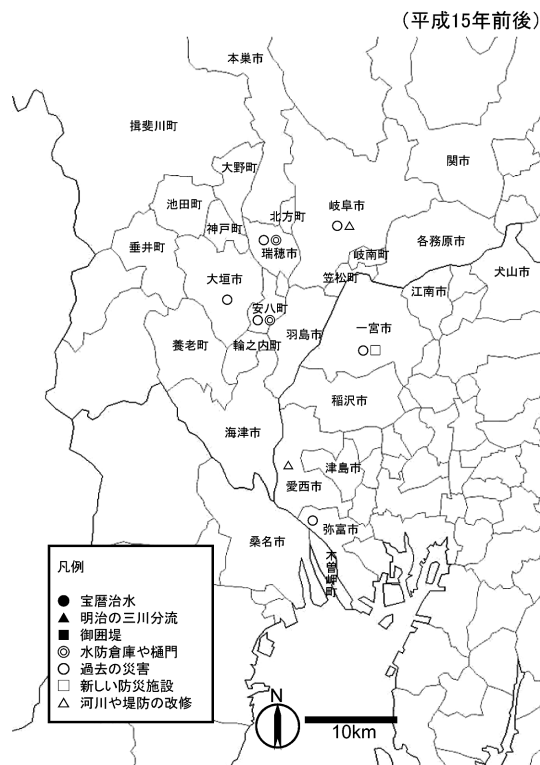 （平成15年前後）
本巣市
揖斐川町
大野町
関市
池田町
北方町
岐阜市
神戸町
垂井町
瑞穂市
岐南町
各務原市
犬山市
大垣市
笠松町
江南市
安八町
羽島市
一宮市
養老町
輪之内町
稲沢市
海津市
津島市
愛西市
弥富市
桑名市
木曽岬町
凡例
宝暦治水
明治の三川分流
御囲堤
水防倉庫や樋門
過去の災害
新しい防災施設
河川や堤防の改修
N
10km